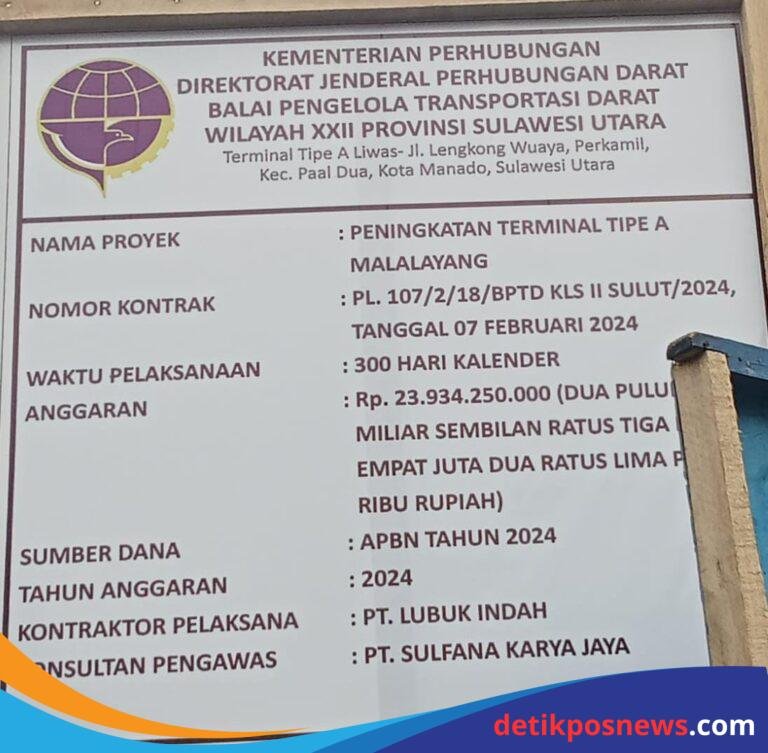 KEMENTERIAN PERHUBUNGAN
DIREKTORAT JENDERAL PERHUBUNGAN DARAT
BALAI PENGELOLA TRANSPORTASI DARAT
WILAYAH XXII PROVINSI SULAWESI UTARA
Terminal Tipe A Liwas- Jl. Lengkong Wuaya, Perkamil,
Kec. Paal Dua, Kota Manado, Sulawesi Utara
NAMA PROYEK : PENINGKATAN TERMINAL TIPE A
MALALAYANG
NOMOR KONTRAK : PL. 107/2/18/BPTD KLS II SULUT/2024,
TANGGAL 07 FEBRUARI 2024
WAKTU PELAKSANAAN : 300 HARI KALENDER
ANGGARAN : Rp. 23.934.250.000 (DUA
MILIAR SEMBILAN RATUS TIGA
EMPAT JUTA DUA RATUS LIMA
RIBU RUPIAH)
SUMBER DANA : APBN TAHUN 2024
TAHUN ANGGARAN : 2024
KONTRAKTOR PELAKSANA : PT. LUBUK INDAH
PENGAWAS : PT. SULFANA KARYA JAYA
detikposnews.com